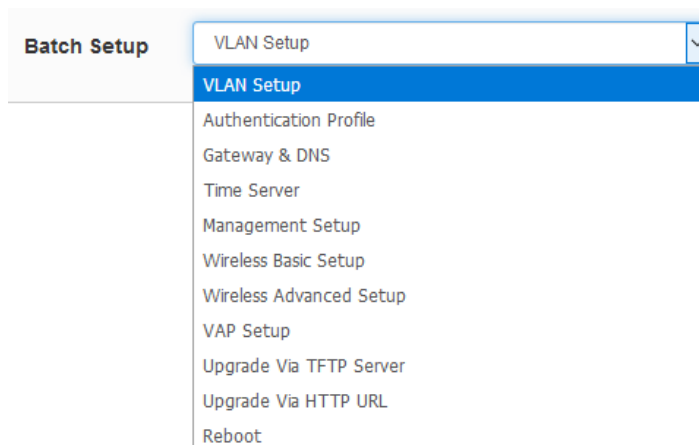 Batch Setup VLAN Setup
VLAN Setup
Authentication Profile
Gateway & DNS
Time Server
Management Setup
Wireless Basic Setup
Wireless Advanced Setup
VAP Setup
Upgrade Via TFTP Server
Upgrade Via HTTP URL
Reboot